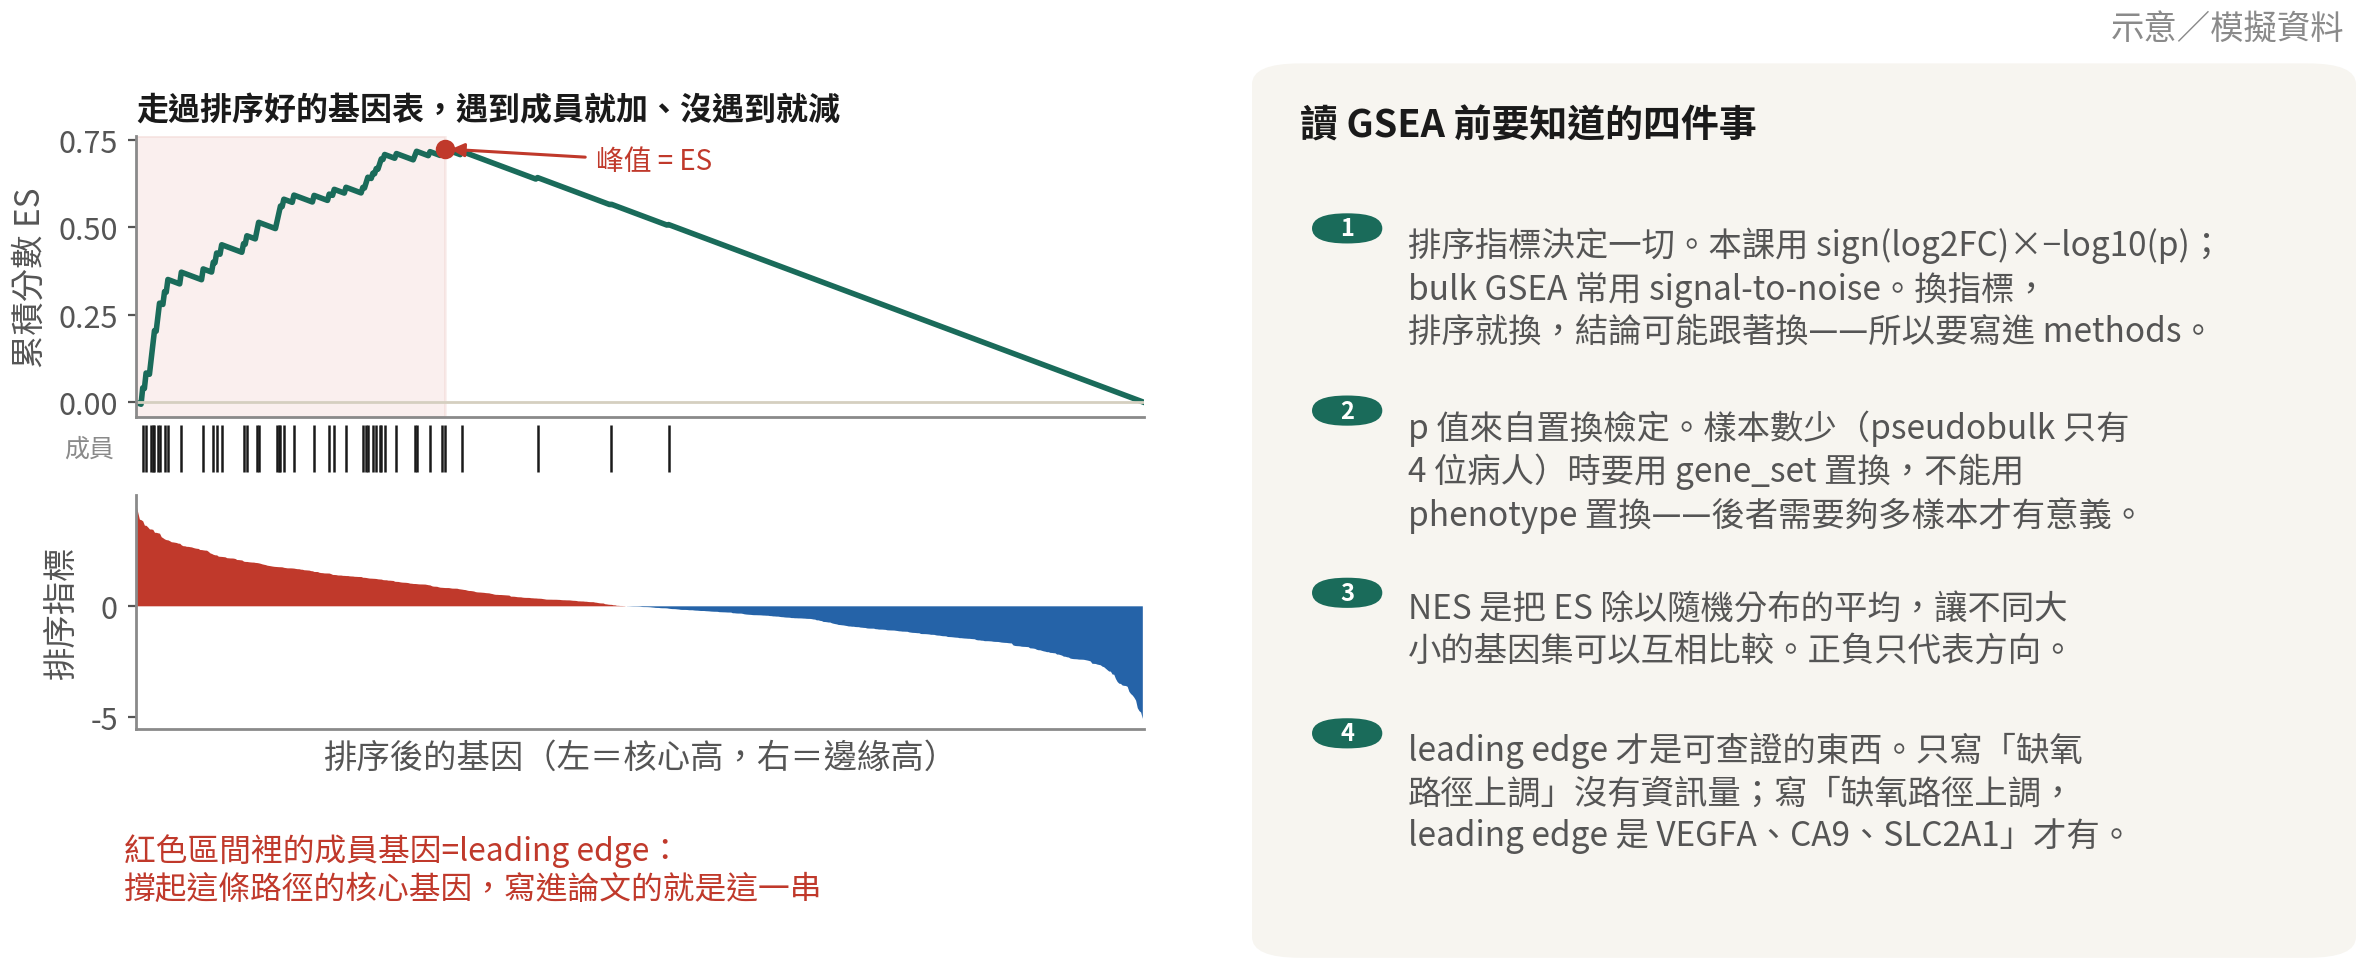 示意／模擬資料
走過排序好的基因表，遇到成員就加、沒遇到就減
0.75
0.50
0.25
0.00
累積分數 ES
峰值 = ES
成員
0
-5
排序指標
排序後的基因（左＝核心高，右＝邊緣高）
紅色區間裡的成員基因=leading edge：
撐起這條路徑的核心基因，寫進論文的就是這一串
讀 GSEA 前要知道的四件事
1
排序指標決定一切。本課用 sign(log2FC)×−log10(p)；
bulk GSEA 常用 signal-to-noise。換指標，
排序就換，結論可能跟著換——所以要寫進 methods。
2
p 值來自置換檢定。樣本數少（pseudobulk 只有
4 位病人）時要用 gene_set 置換，不能用
phenotype 置換——後者需要夠多樣本才有意義。
3
NES 是把 ES 除以隨機分布的平均，讓不同大
小的基因集可以互相比較。正負只代表方向。
4
leading edge 才是可查證的東西。只寫「缺氧
路徑上調」沒有資訊量；寫「缺氧路徑上調，
leading edge 是 VEGFA、CA9、SLC2A1」才有。